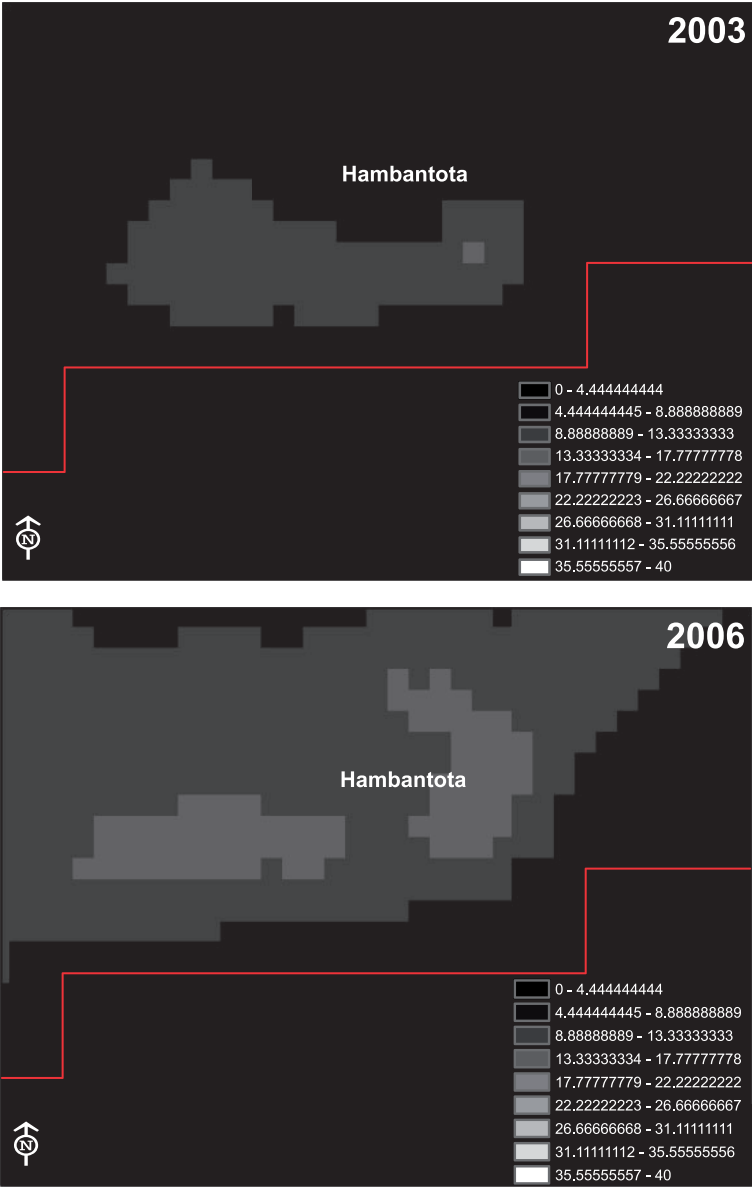 2003
Hambantota
0 - 4.444444444
4.444444445 - 8.888888889
8.88888889 - 13.33333333
13.33333334 - 17.77777778
17.77777779 - 22.22222222
22.22222223 - 26.66666667
26.66666668 - 31.11111111
31.11111112 - 35.55555556
35.55555557 - 40
N
2006
Hambantota
0 - 4.444444444
4.444444445 - 8.888888889
8.88888889 - 13.33333333
13.33333334 - 17.77777778
17.77777779 - 22.22222222
22.22222223 - 26.66666667
26.66666668 - 31.11111111
31.11111112 - 35.55555556
35.55555557 - 40
N